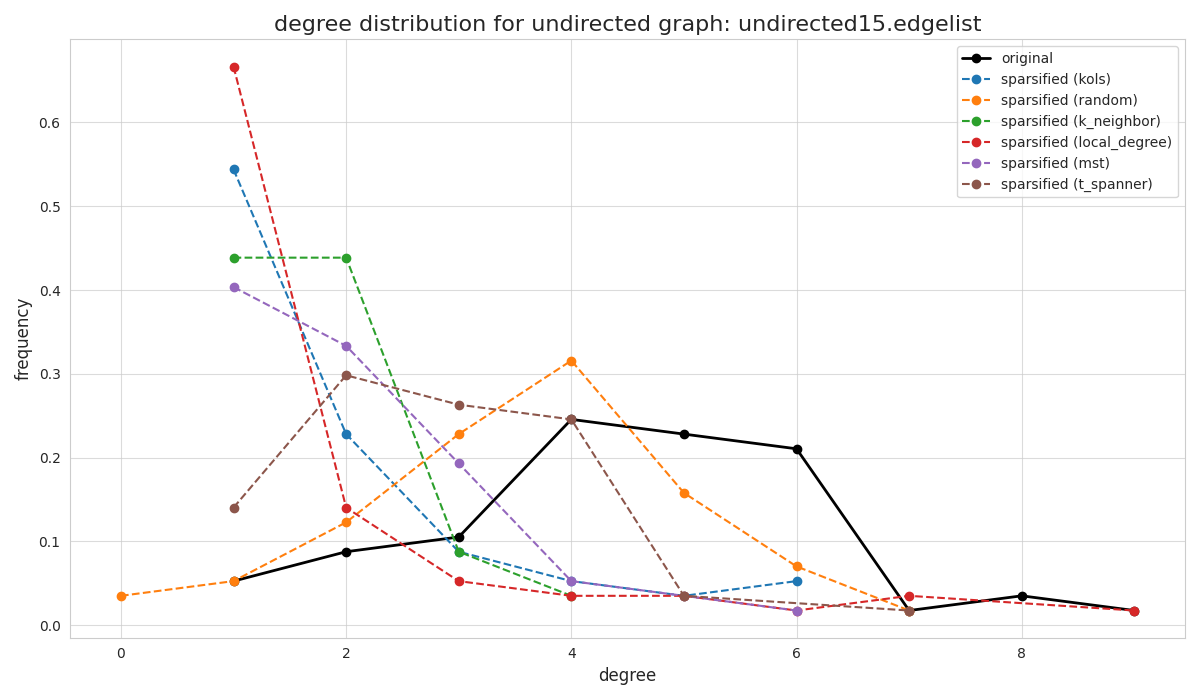 degree distribution for undirected graph: undirected15.edgelist
original
sparsified (kols)
sparsified (random)
sparsified (k_neighbor)
sparsified (local_degree)
sparsified (mst)
sparsified (t_spanner)
frequency
0.6
0.5
0.4
0.3
0.2
0.1
0.0
0 2 4 6 8
degree